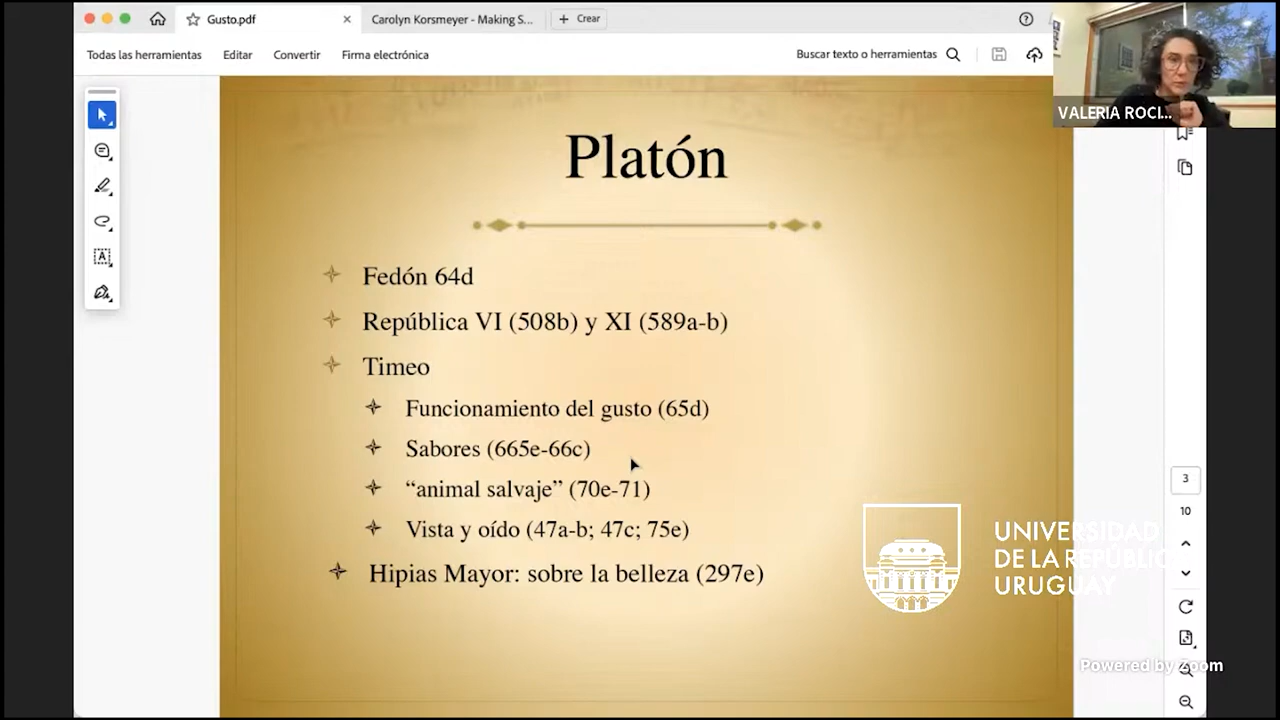 Gusto.pdf
Carolyn Korsmeyer - Making S...
Crear
Todas las herramientas
Editar
Convertir
Firma electrónica
Buscar texto o herramientas
VALERIA ROCI...
Platón
Fedón 64d
República VI (508b) y XI (589a-b)
Timeo
Funcionamiento del gusto (65d)
Sabores (665e-66c)
“animal salvaje” (70e-71)
Vista y oído (47a-b; 47c; 75e)
Hipias Mayor: sobre la belleza (297e)
3
10
UNIVERSIDAD
DE LA REPÚBLICA
URUGUAY
Powered by Zoom